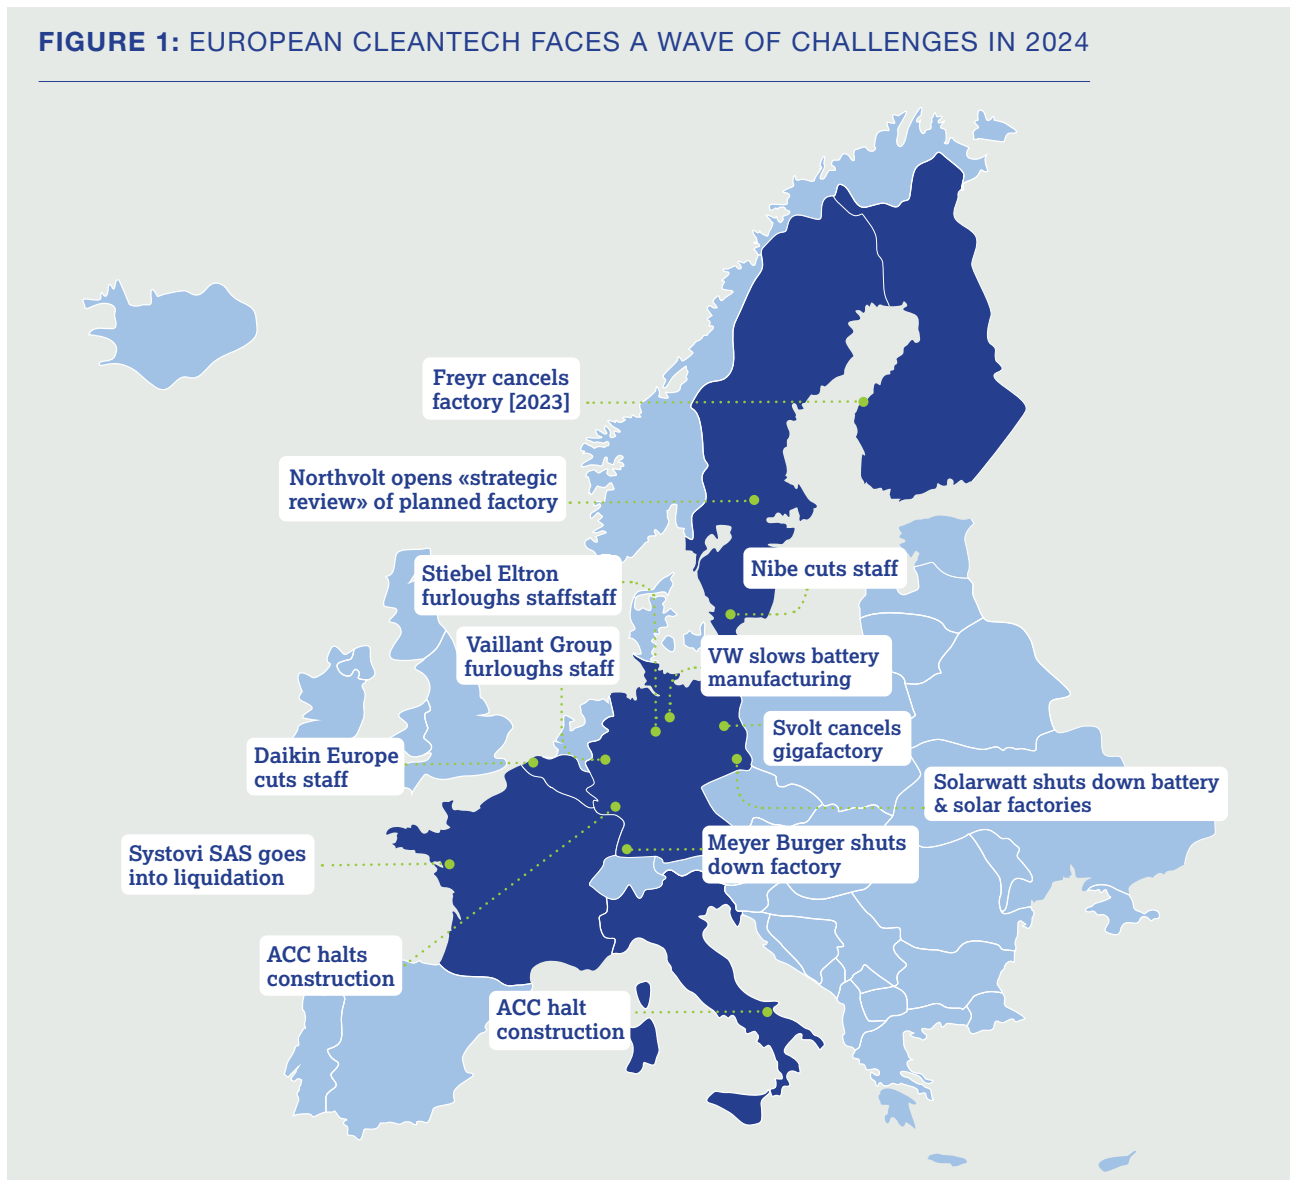 FIGURE 1: EUROPEAN CLEANTECH FACES A WAVE OF CHALLENGES IN 2024
Freyr cancels
factory [2023]
Northvolt opens «strategic
review» of planned factory
Stiebel Eltron
furloughs staffstaff
Nibe cuts staff
Vaillant Group
furloughs staff
VW slows battery
manufacturing
Svolt cancels
gigafactory
Daikin Europe
cuts staff
Solarwatt shuts down battery
& solar factories
Meyer Burger shuts
down factory
Systovi SAS goes
into liquidation
ACC halts
construction
ACC halt
construction